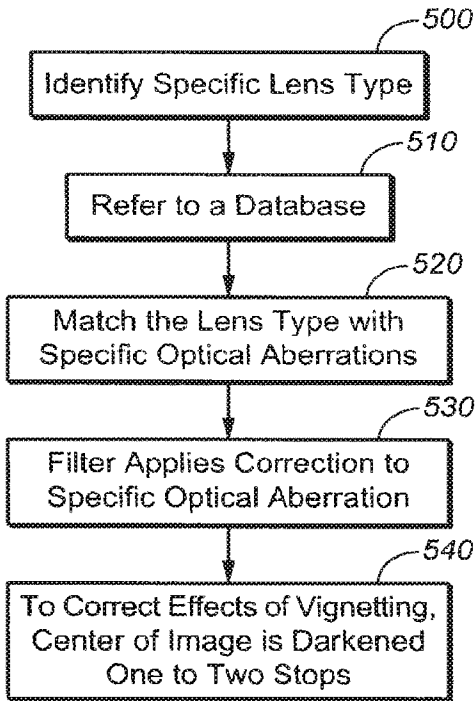 500
Identify Specific Lens Type
510
Refer to a Database
520
Match the Lens Type with
Specific Optical Aberrations
530
Filter Applies Correction to
Specific Optical Aberration
540
To Correct Effects of Vignetting,
Center of Image is Darkened
One to Two Stops